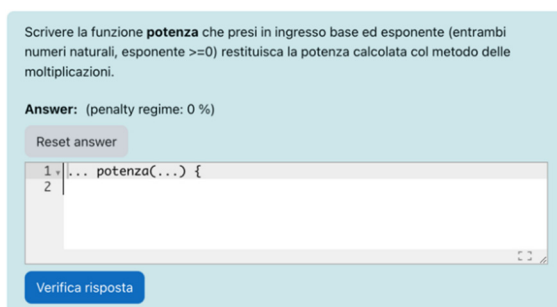 Scrivere la funzione potenza che presi in ingresso base ed esponente (entrambi
numeri naturali, esponente >=0) restituisca la potenza calcolata col metodo delle
moltiplicazioni.
Answer: (penalty regime: 0 %)
Reset answer
1 ... potenza(...) {
2
Verifica risposta